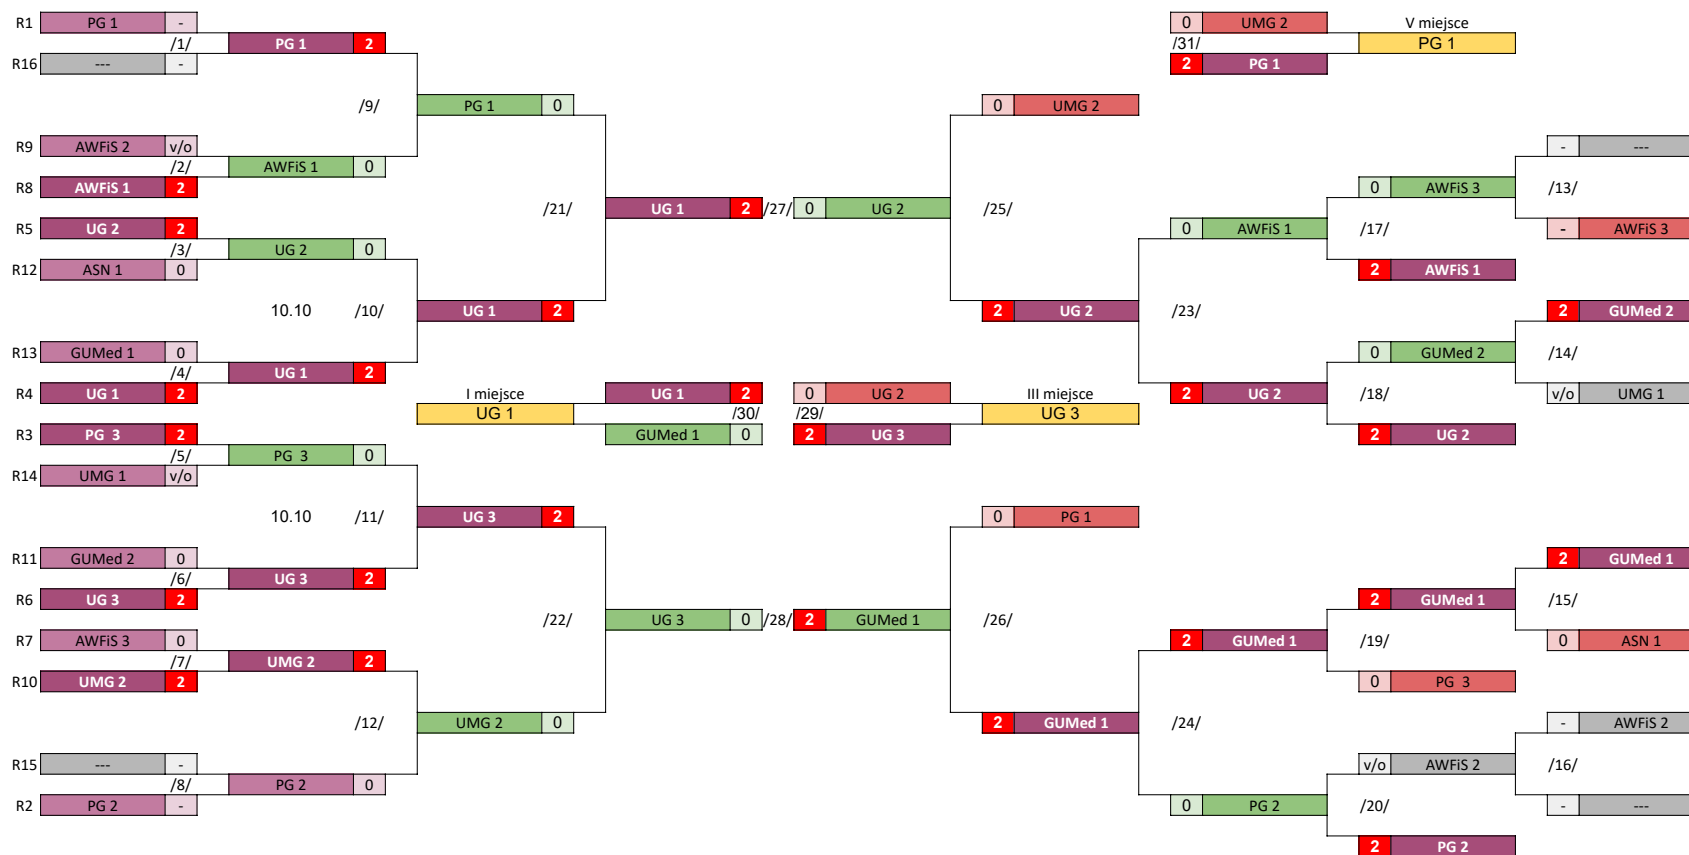 R1 PG 1 - 0 UMG 2 V miejsce
/1/ PG 1 2 /31/ PG 1
R16 --- - 2 PG 1
/9/ PG 1 0 0 UMG 2
R9 AWFiS 2 v/o - ---
/2/ AWFiS 1 0
R8 AWFiS 1 2 0 AWFiS 3 /13/
/21/ UG 1 2 /27/ 0 UG 2 /25/
R5 UG 2 2 0 AWFiS 1 /17/ - AWFiS 3
/3/ UG 2 0
R12 ASN 1 0 2 AWFiS 1
10.10 /10/ UG 1 2 2 UG 2 /23/ 2 GUMed 2
R13 GUMed 1 0 0 GUMed 2 /14/
/4/ UG 1 2
R4 UG 1 2 I miejsce UG 1 2 0 UG 2 III miejsce 2 UG 2 /18/ v/o UMG 1
UG 1 /30/ /29/ UG 3
R3 PG 3 2 GUMed 1 0 2 UG 3 2 UG 2
/5/ PG 3 0
R14 UMG 1 v/o
10.10 /11/ UG 3 2 0 PG 1
R11 GUMed 2 0 2 GUMed 1
/6/ UG 3 2
R6 UG 3 2 2 GUMed 1 /15/
/22/ UG 3 0 /28/ 2 GUMed 1 /26/
R7 AWFiS 3 0 2 GUMed 1 /19/ 0 ASN 1
/7/ UMG 2 2
R10 UMG 2 2 0 PG 3
/12/ UMG 2 0 2 GUMed 1 /24/ - AWFiS 2
R15 --- - v/o AWFiS 2 /16/
/8/ PG 2 0
R2 PG 2 - 0 PG 2 /20/ - ---
2 PG 2